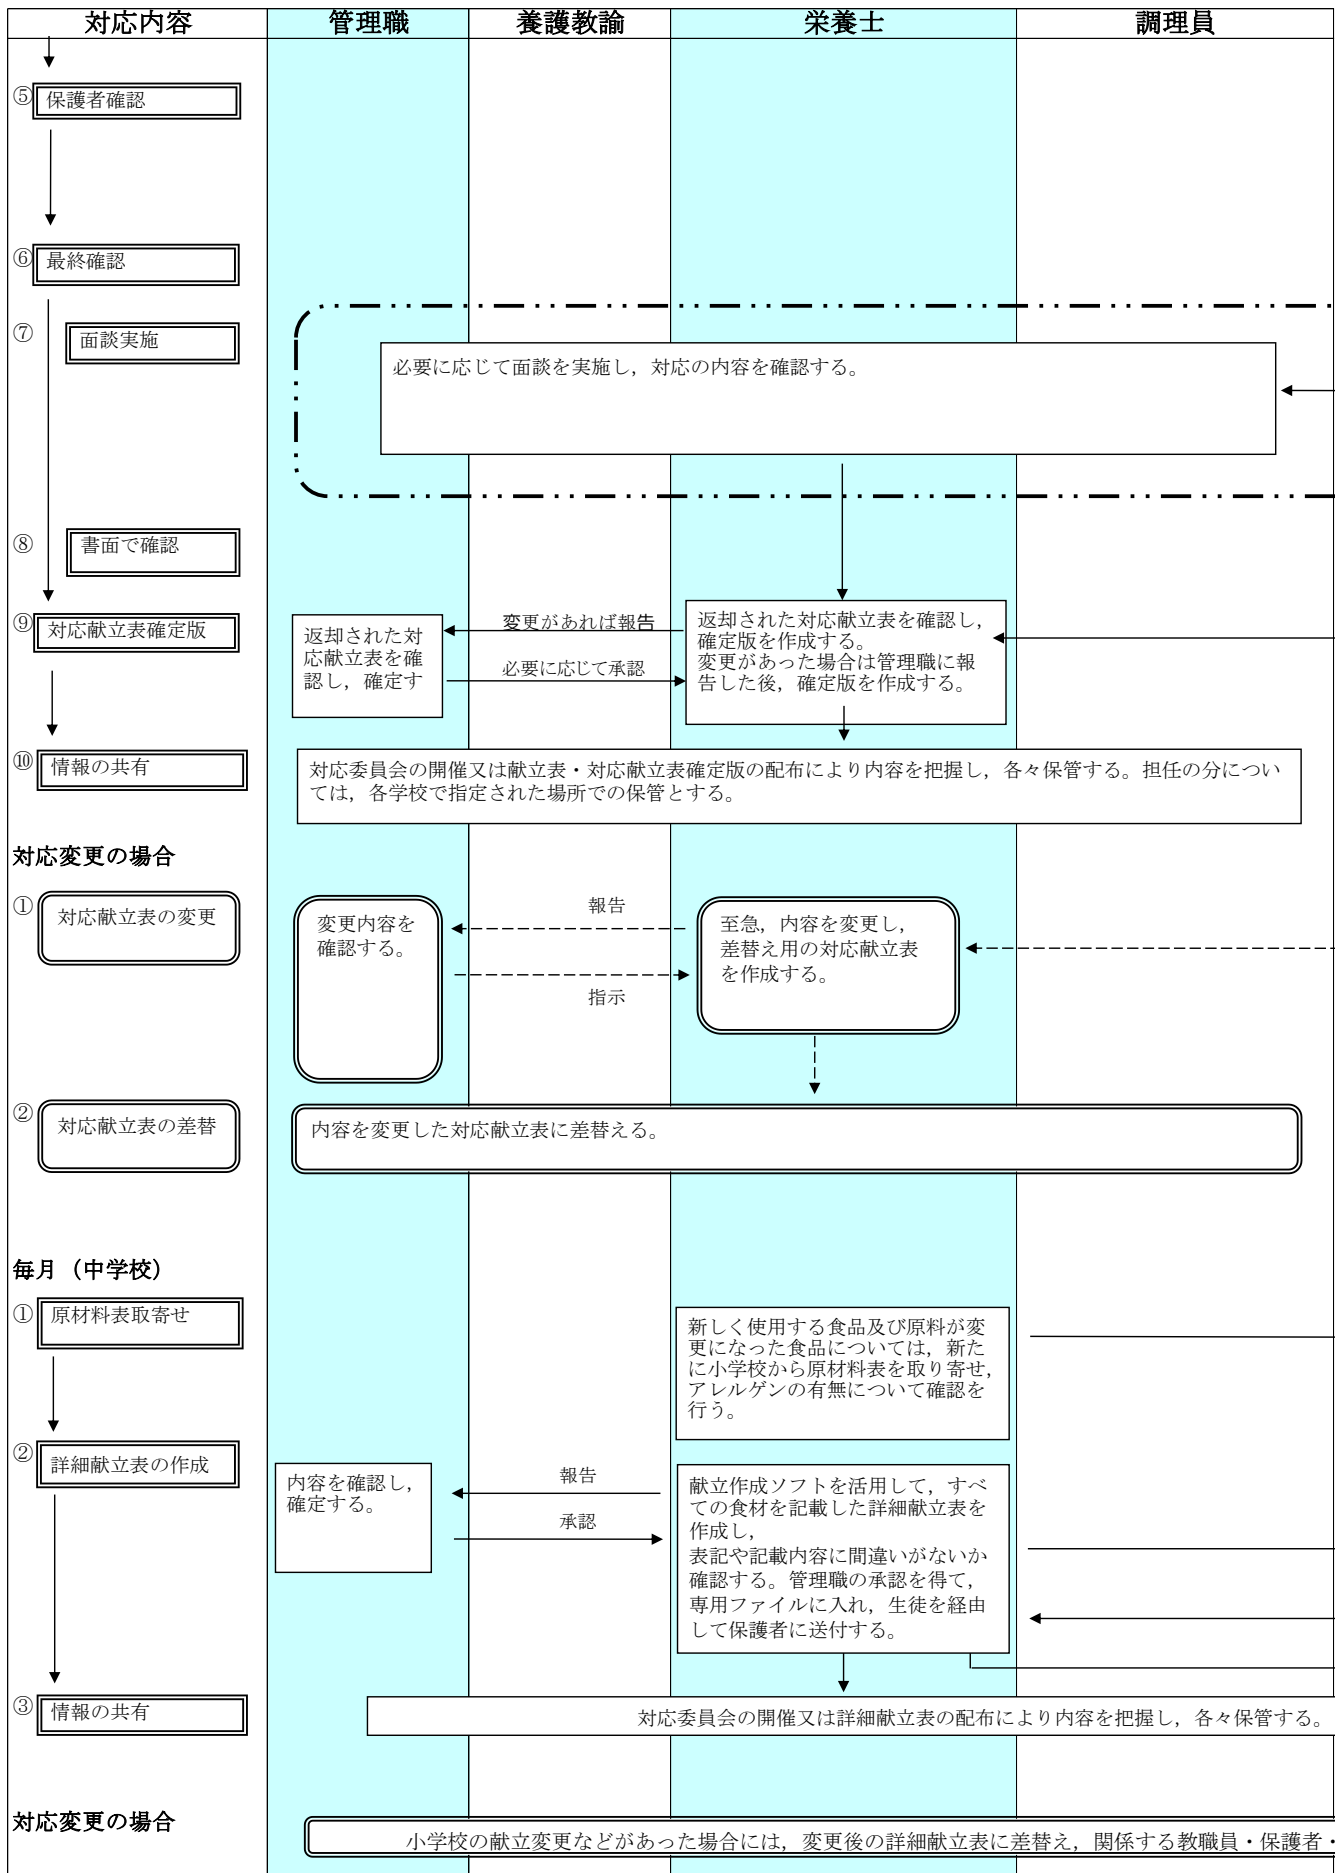 対応内容 管理職 養護教諭 栄養士 調理員
⑤ 保護者確認
⑥ 最終確認
⑦ 面談実施
必要に応じて面談を実施し，対応の内容を確認する。
⑧ 書面で確認
⑨ 対応献立表確定版
返却された対
応献立表を確
認し，確定す
変更があれば報告
必要に応じて承認
返却された対応献立表を確認し，
確定版を作成する。
変更があった場合は管理職に報
告した後，確定版を作成する。
⑩ 情報の共有
対応委員会の開催又は献立表・対応献立表確定版の配布により内容を把握し，各々保管する。担任の分につい
ては，各学校で指定された場所での保管とする。
対応変更の場合
① 対応献立表の変更
変更内容を
確認する。
報告
指示
至急，内容を変更し，
差替え用の対応献立表
を作成する。
② 対応献立表の差替
内容を変更した対応献立表に差替える。
毎月（中学校）
① 原材料表取寄せ
新しく使用する食品及び原料が変
更になった食品については，新た
に小学校から原材料表を取り寄せ，
アレルゲンの有無について確認を
行う。
② 詳細献立表の作成
内容を確認し，
確定する。
報告
承認
献立作成ソフトを活用して，すべ
ての食材を記載した詳細献立表を
作成し，
表記や記載内容に間違いがないか
確認する。管理職の承認を得て，
専用ファイルに入れ，生徒を経由
して保護者に送付する。
③ 情報の共有
対応委員会の開催又は詳細献立表の配布により内容を把握し，各々保管する。
対応変更の場合
小学校の献立変更などがあった場合には，変更後の詳細献立表に差替え，関係する教職員・保護者・